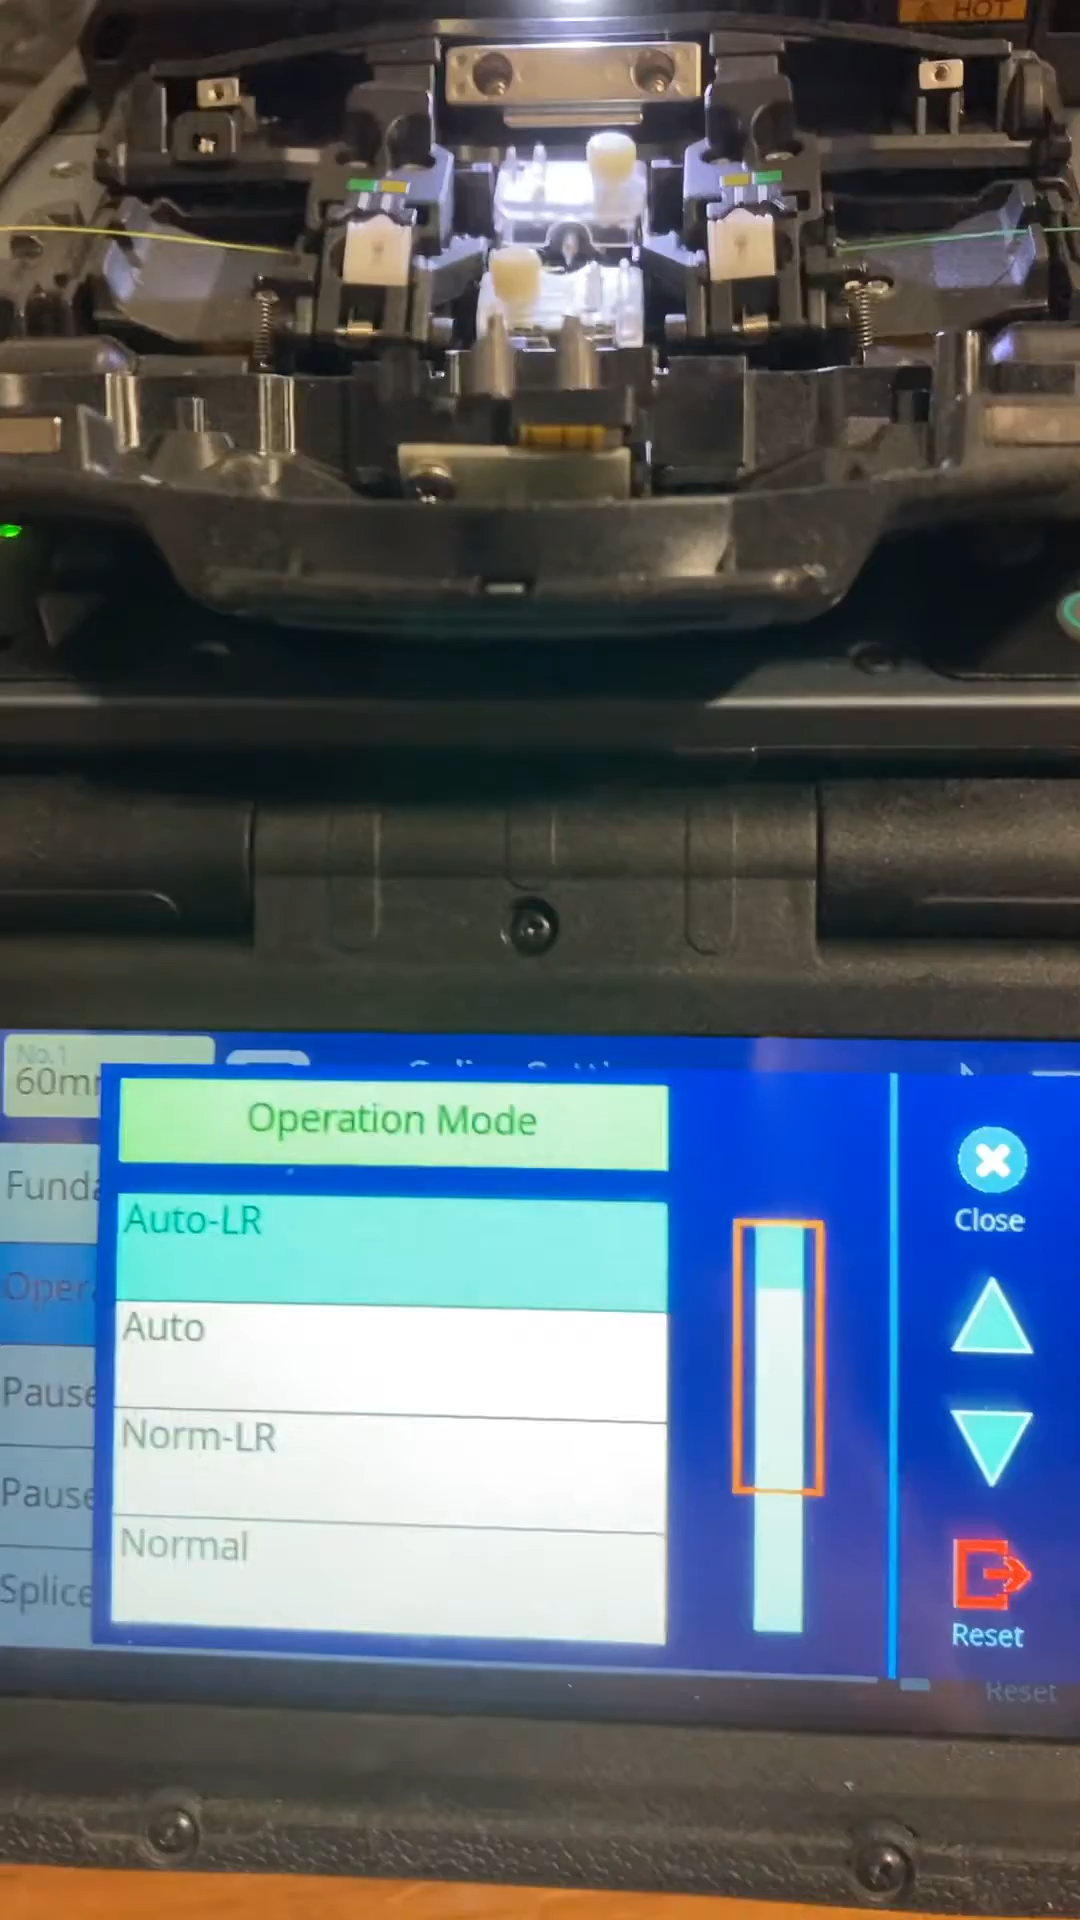 HOT
No.1
60m
Operation Mode
Close
Funda
Auto-LR
Opera
Auto
Pause
Norm-LR
Pause
Normal
Splice
Reset
Reset